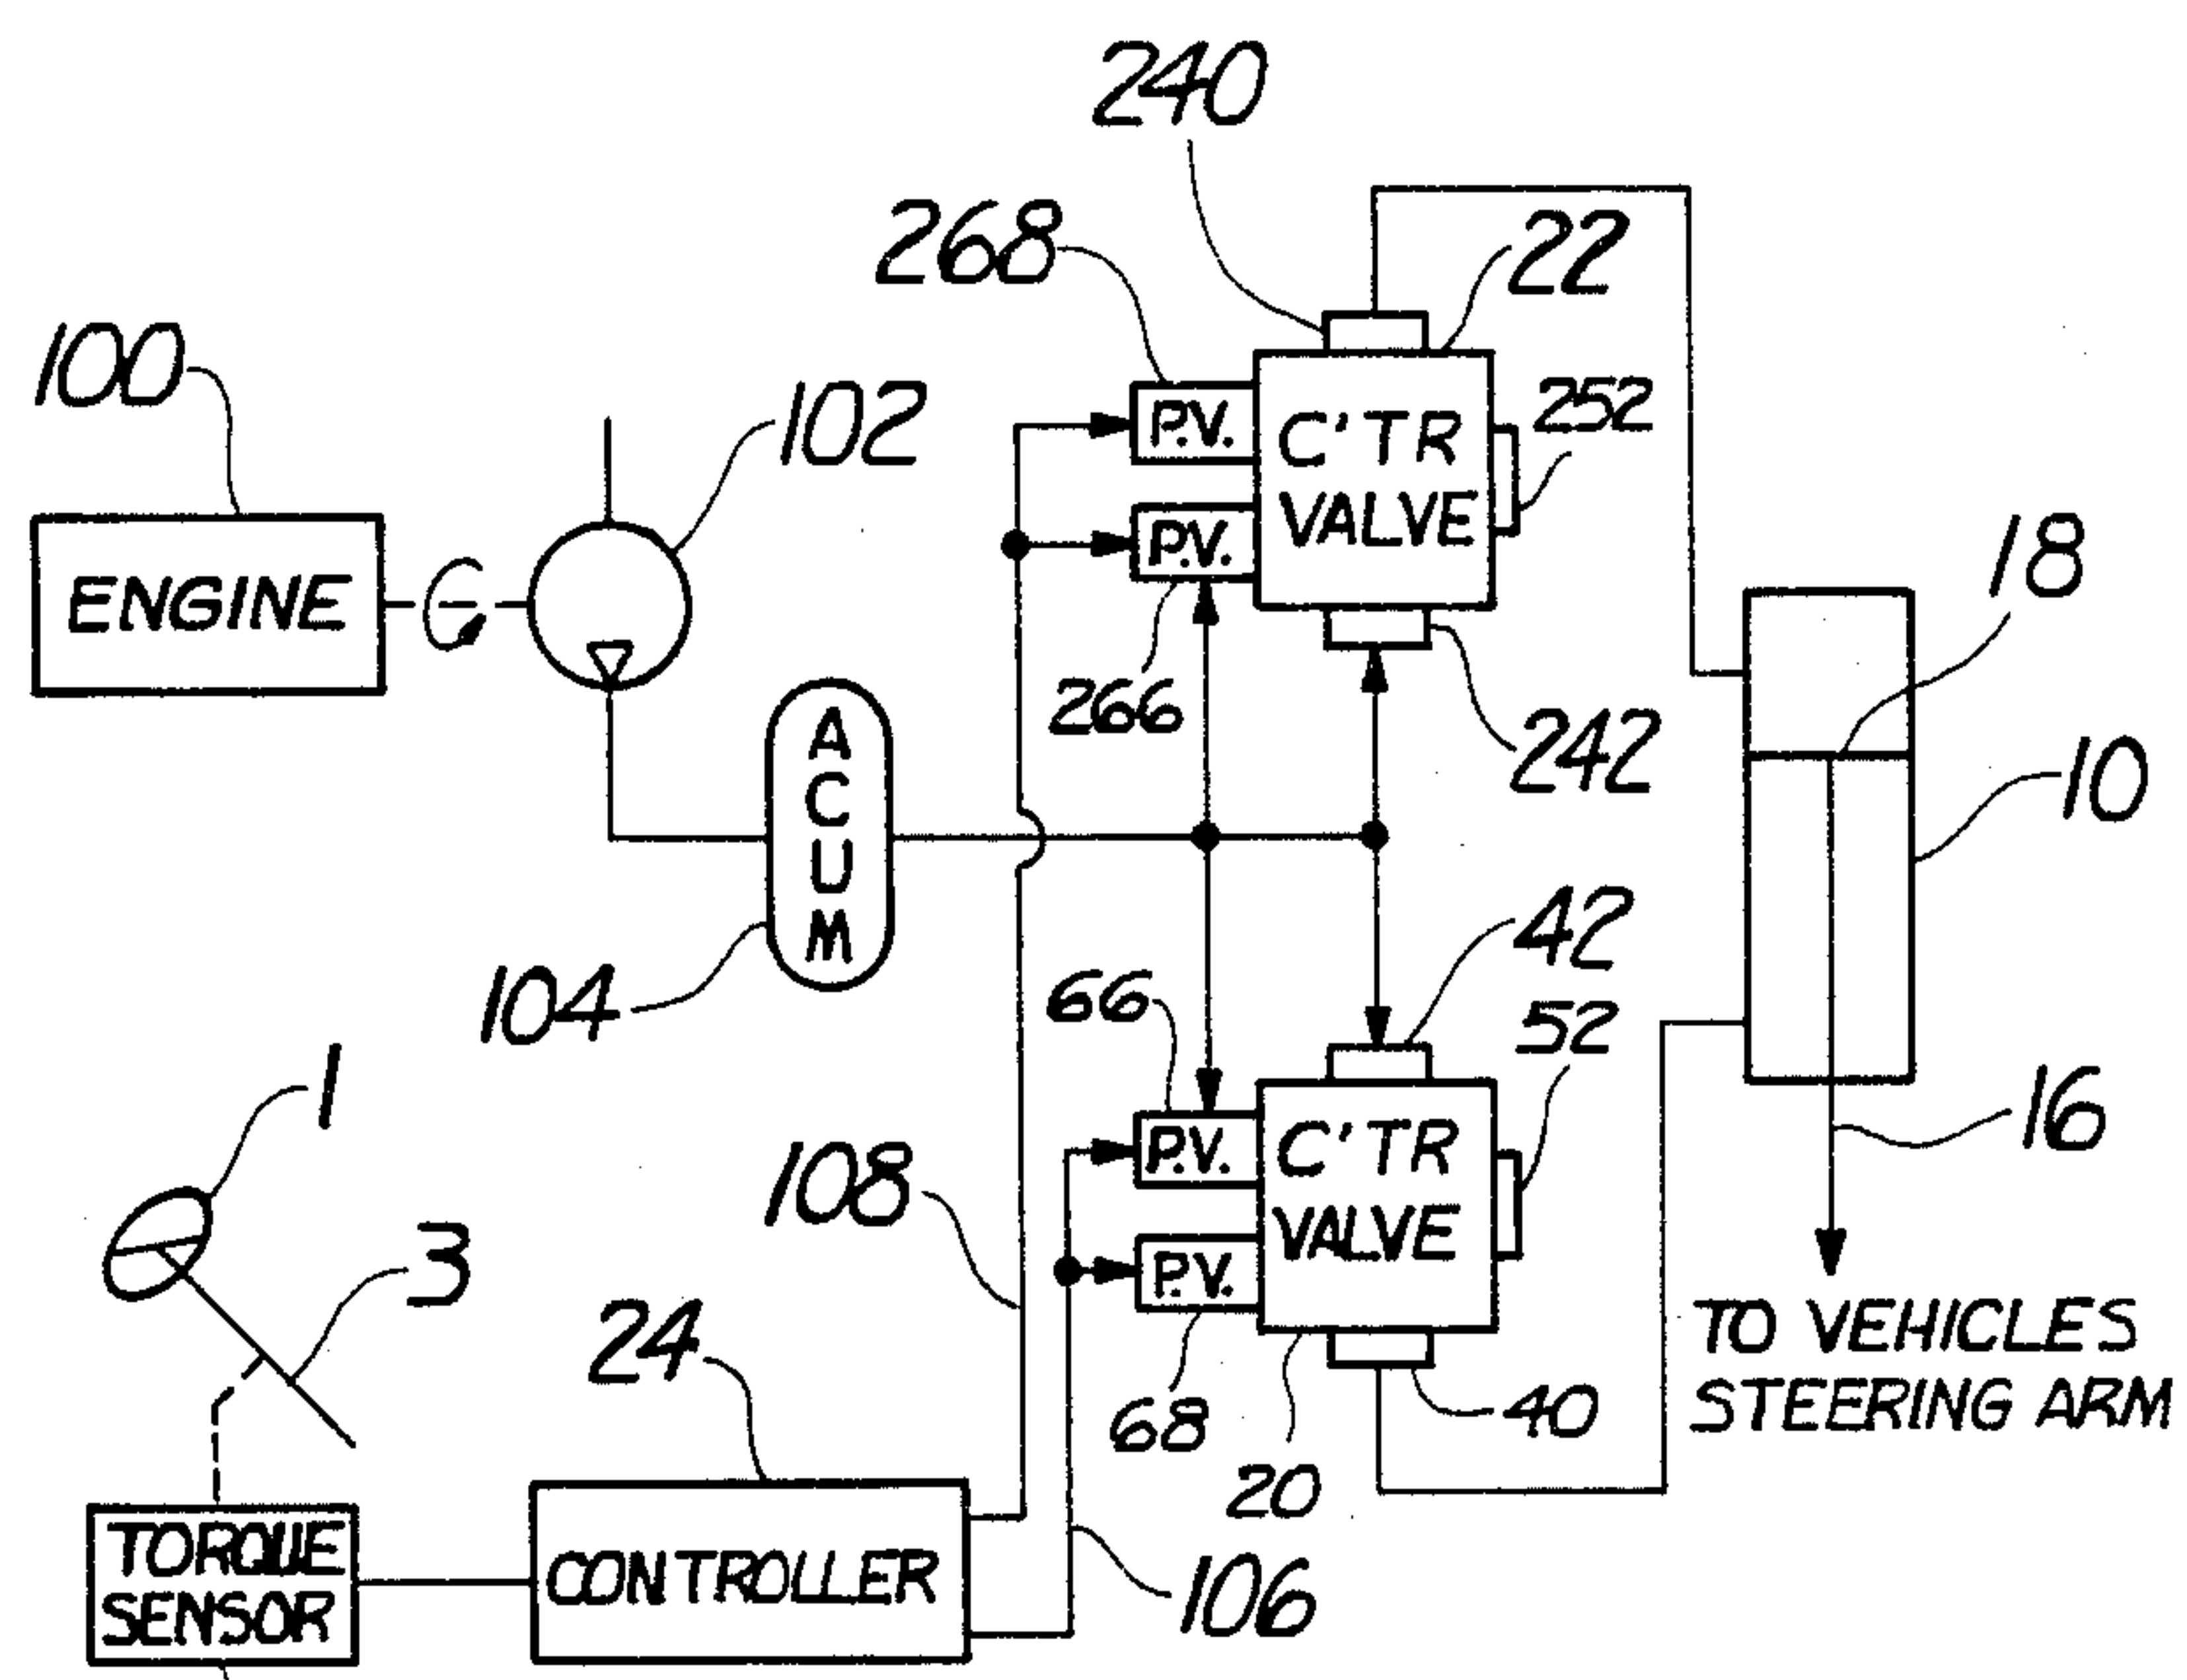 240
268
22
100
102
P.V.
C'TR
VALVE
252
P.V.
18
ENGINE
266
242
10
ACUM
104
42
66
52
1
16
108
P.V.
C'TR
VALVE
3
P.V.
24
TO VEHICLES
STEERING ARM
68
40
20
TORQUE
SENSOR
CONTROLLER
106